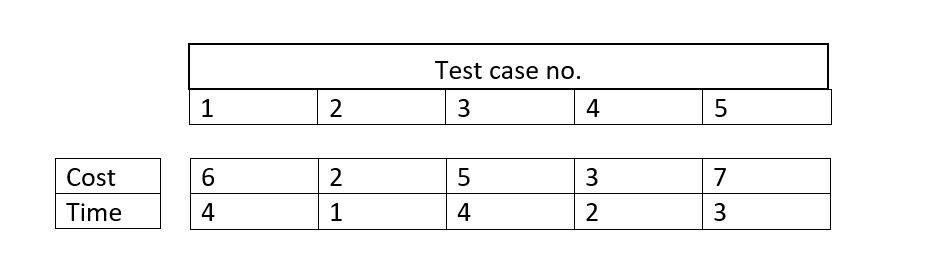 Test case no.
1 2 3 4 5
Cost 6 2 5 3 7
Time 4 1 4 2 3